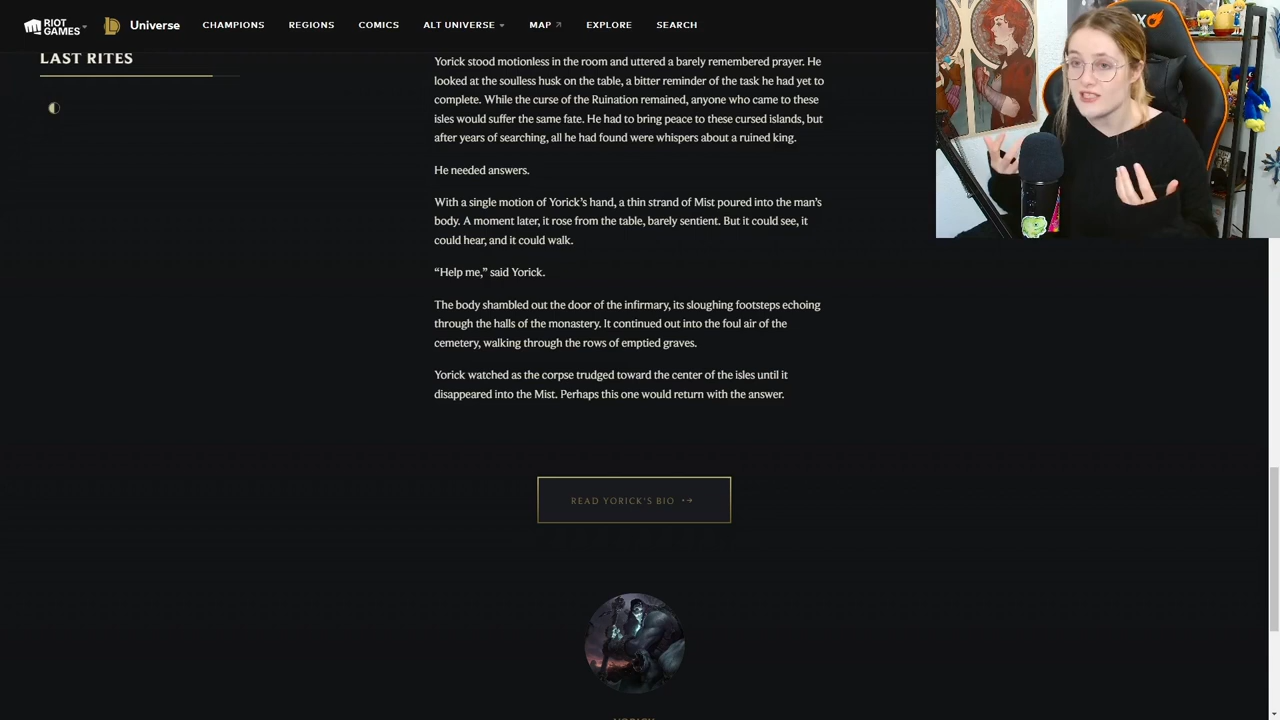 RIOT
GAMES
Universe
CHAMPIONS
REGIONS
COMICS
ALT UNIVERSE
MAP
EXPLORE
SEARCH
LAST RITES
Yorick stood motionless in the room and uttered a barely remembered prayer. He
looked at the soulless husk on the table, a bitter reminder of the task he had yet to
complete. While the curse of the Ruination remained, anyone who came to these
isles would suffer the same fate. He had to bring peace to these cursed islands, but
after years of searching, all he had found were whispers about a ruined king.
He needed answers.
With a single motion of Yorick’s hand, a thin strand of Mist poured into the man’s
body. A moment later, it rose from the table, barely sentient. But it could see, it
could hear, and it could walk.
“Help me,” said Yorick.
The body shambled out the door of the infirmary, its sloughing footsteps echoing
through the halls of the monastery. It continued out into the foul air of the
cemetery, walking through the rows of emptied graves.
Yorick watched as the corpse trudged toward the center of the isles until it
disappeared into the Mist. Perhaps this one would return with the answer.
READ YORICK'S BIO